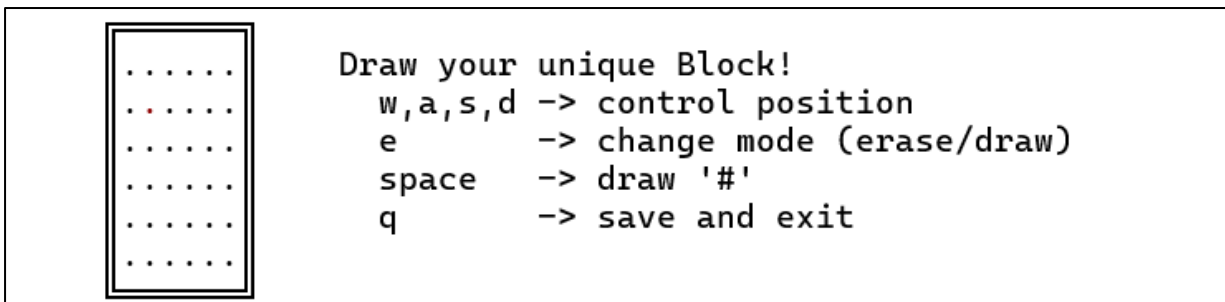 ......
Draw your unique Block!
......
w,a,s,d -> control position
......
e -> change mode (erase/draw)
......
space -> draw '#'
......
q -> save and exit
......